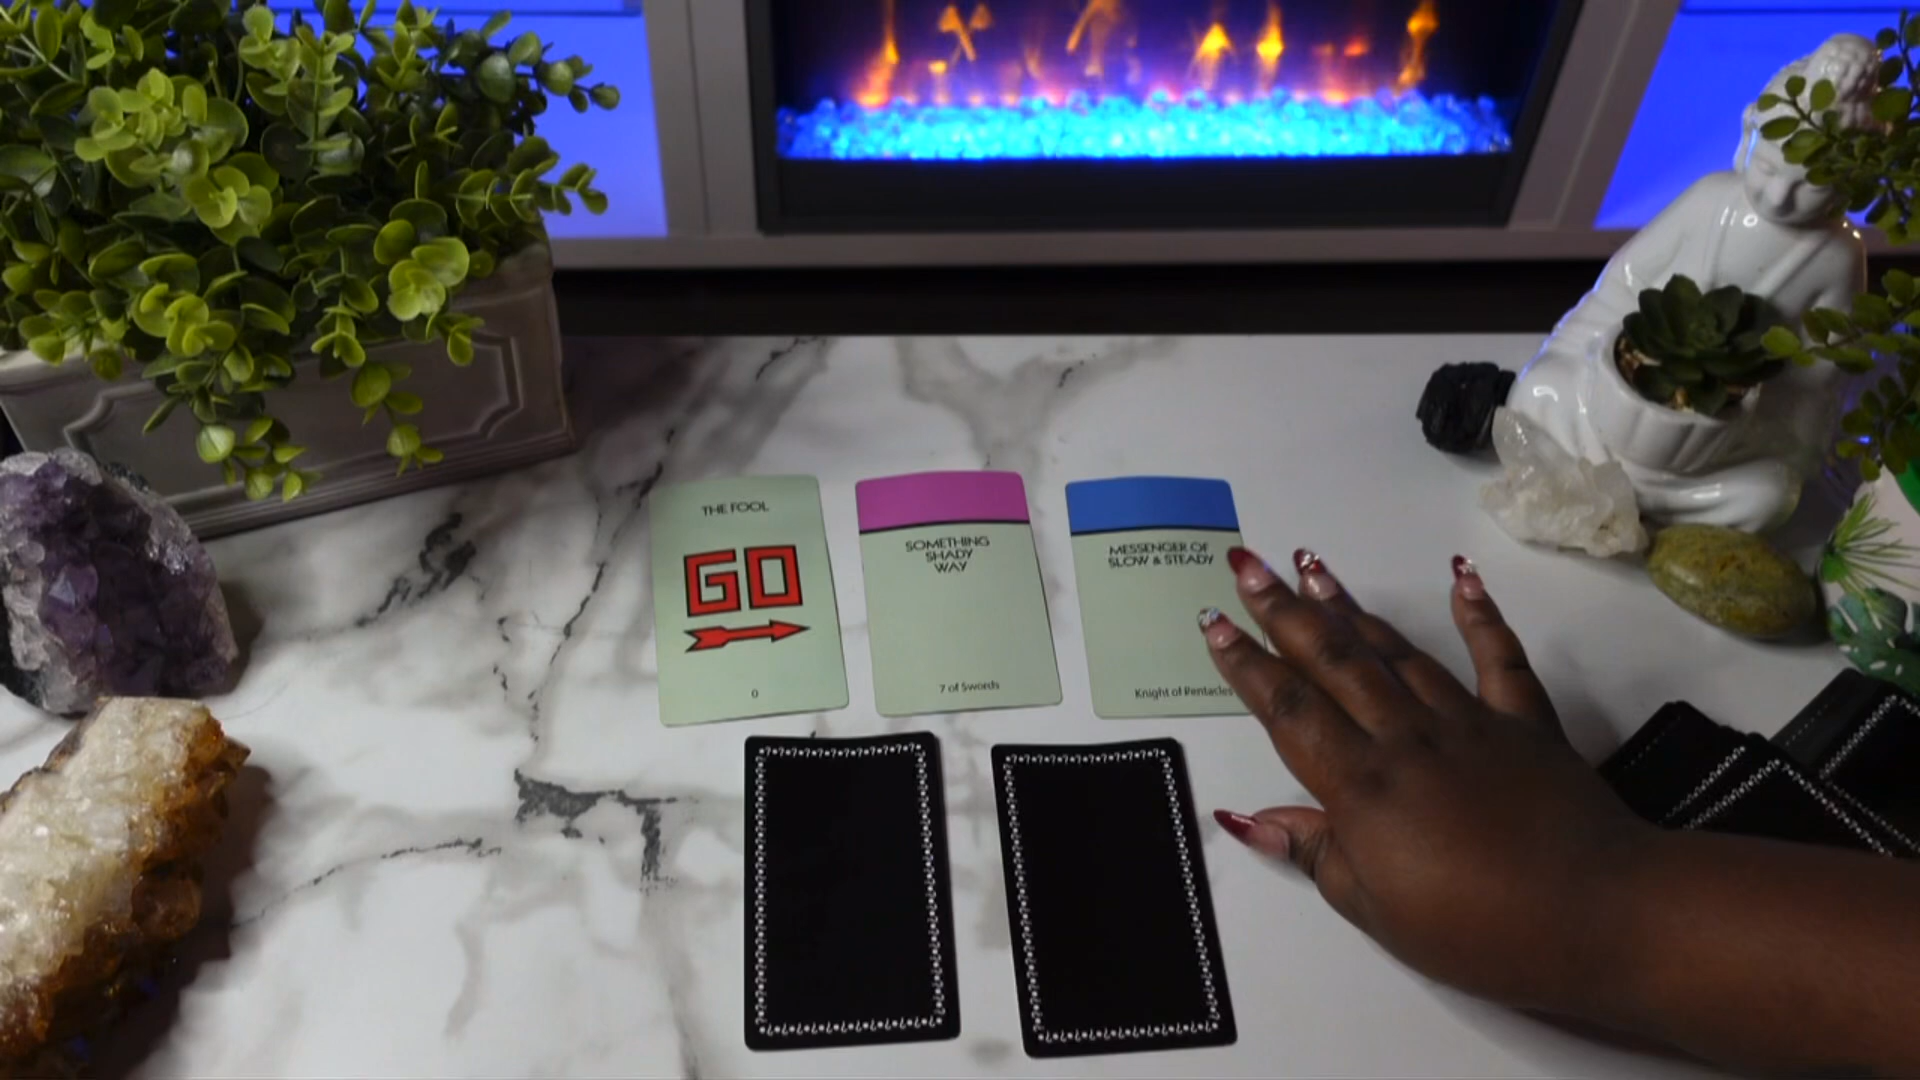 THE FOOL
GO
0
SOMETHING
SHADY
WAY
7 of Swords
MESSENGER OF
SLOW & STEADY
Knight of Pentacles